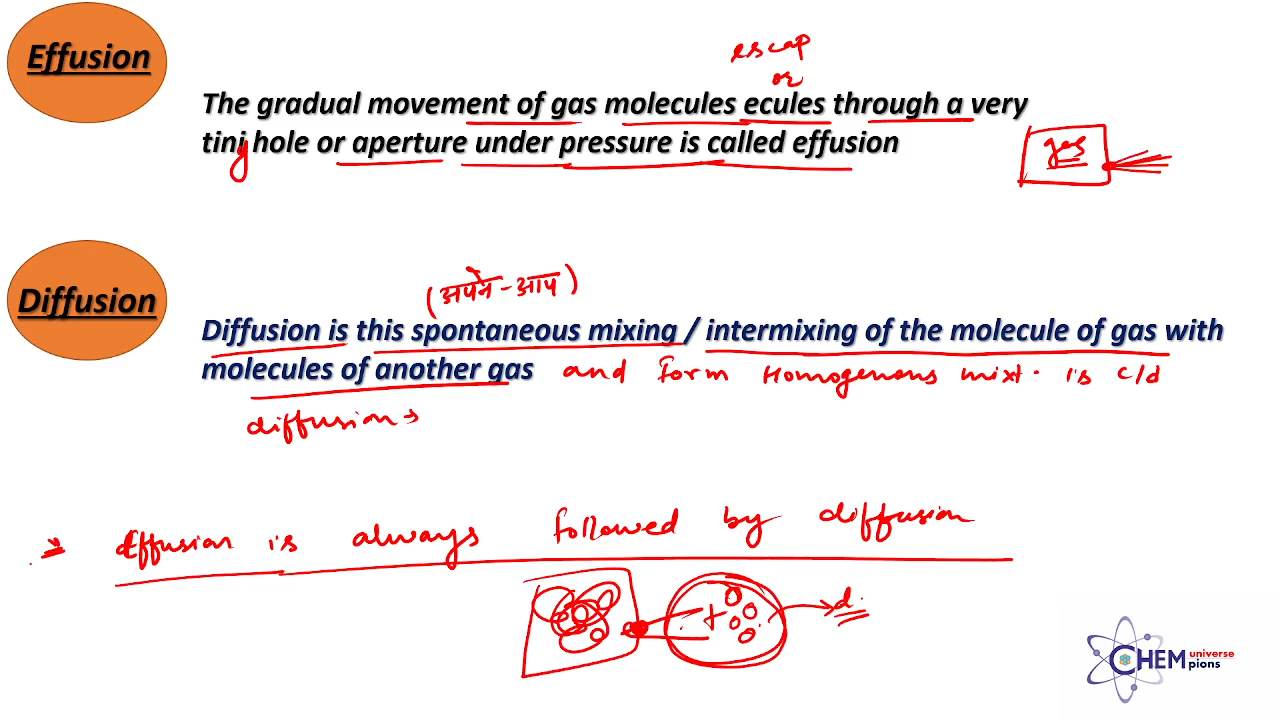 Effusion
escap
or
The gradual movement of gas molecules ecules through a very
tiny hole or aperture under pressure is called effusion
gas
Diffusion
(अपने-आप)
Diffusion is this spontaneous mixing / intermixing of the molecule of gas with
molecules of another gas and form Homogenous mixt. is c/d
diffusion
Effusion is always followed by diffusion
d.
CHEM universe
pions